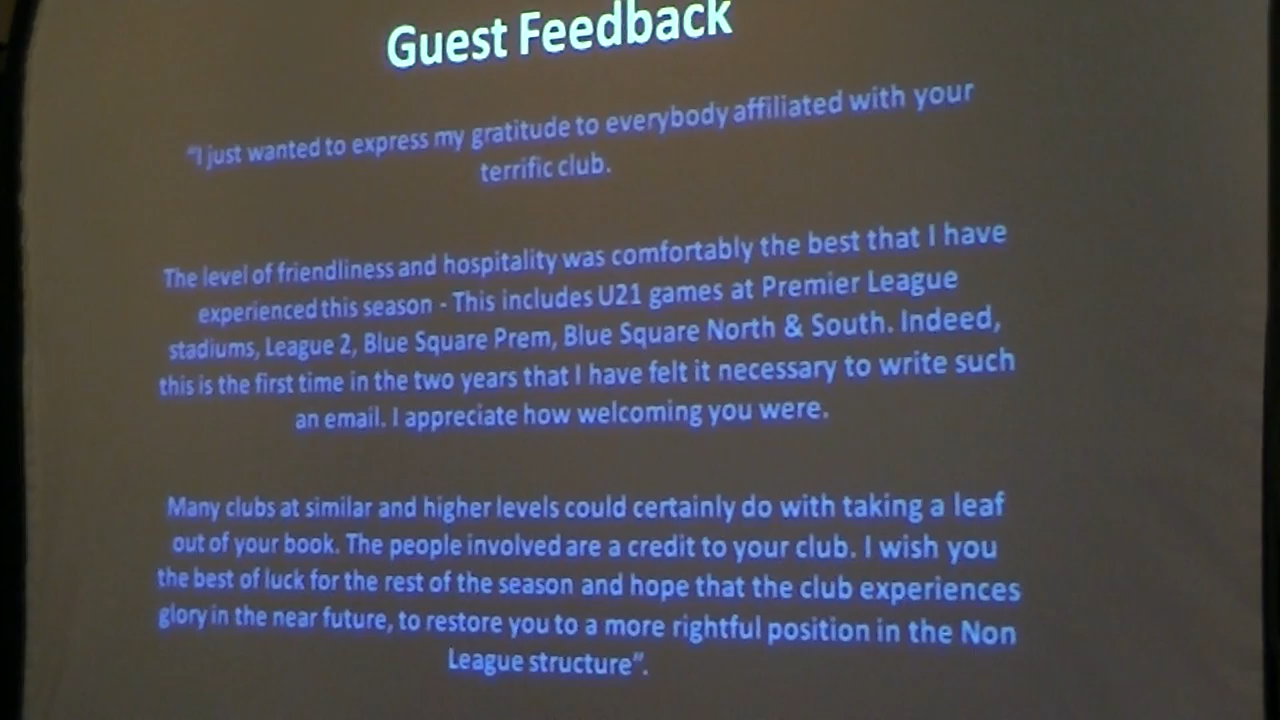 Guest Feedback
"I just wanted to express my gratitude to everybody affiliated with your
terrific club.
The level of friendliness and hospitality was comfortably the best that I have
experienced this season - This includes U21 games at Premier League
stadiums, League 2, Blue Square Prem, Blue Square North & South. Indeed,
this is the first time in the two years that I have felt it necessary to write such
an email. I appreciate how welcoming you were.
Many clubs at similar and higher levels could certainly do with taking a leaf
out of your book. The people involved are a credit to your club. I wish you
the best of luck for the rest of the season and hope that the club experiences
glory in the near future, to restore you to a more rightful position in the Non
League structure".